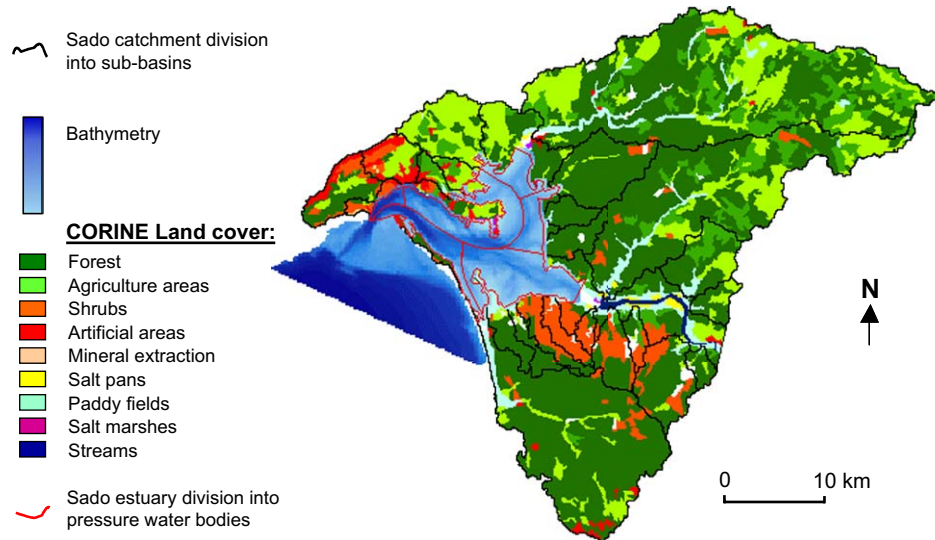 Sado catchment division
into sub-basins
Bathymetry
CORINE Land cover:
Forest
Agriculture areas
Shrubs
Artificial areas
Mineral extraction
Salt pans
Paddy fields
Salt marshes
Streams
Sado estuary division into
pressure water bodies
N
0 10 km